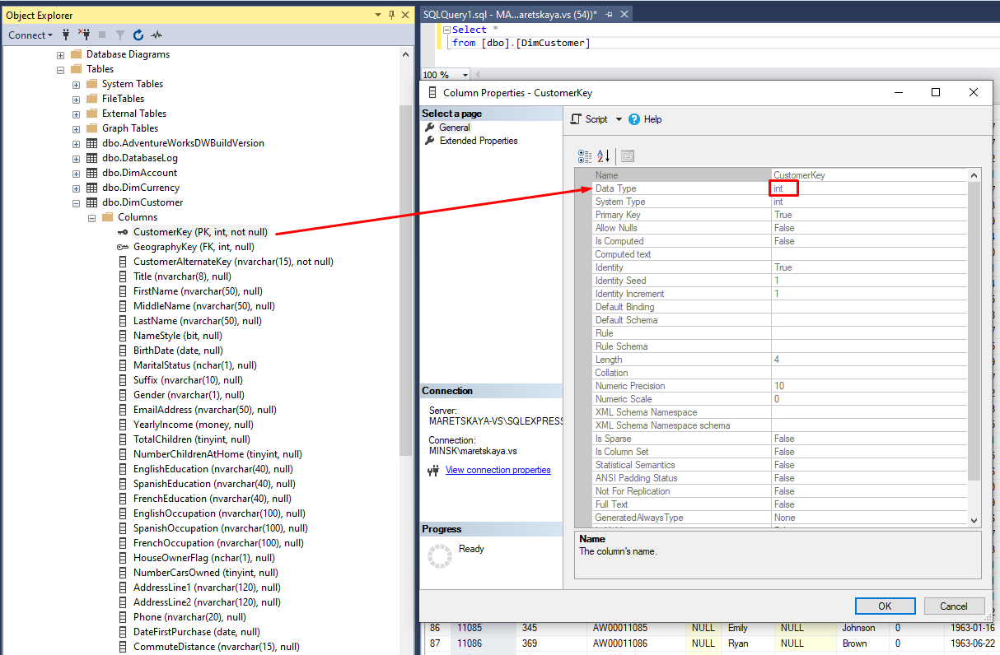 Object Explorer
Connect
Database Diagrams
Tables
System Tables
FileTables
External Tables
Graph Tables
dbo.AdventureWorksDWBuildVersion
dbo.DatabaseLog
dbo.DimAccount
dbo.DimCurrency
dbo.DimCustomer
Columns
CustomerKey (PK, int, not null)
GeographyKey (FK, int, null)
CustomerAlternateKey (nvarchar(15), not null)
Title (nvarchar(8), null)
FirstName (nvarchar(50), null)
MiddleName (nvarchar(50), null)
LastName (nvarchar(50), null)
NameStyle (bit, null)
BirthDate (date, null)
MaritalStatus (nchar(1), null)
Suffix (nvarchar(10), null)
Gender (nvarchar(1), null)
EmailAddress (nvarchar(50), null)
YearlyIncome (money, null)
TotalChildren (tinyint, null)
NumberChildrenAtHome (tinyint, null)
EnglishEducation (nvarchar(40), null)
SpanishEducation (nvarchar(40), null)
FrenchEducation (nvarchar(40), null)
EnglishOccupation (nvarchar(100), null)
SpanishOccupation (nvarchar(100), null)
FrenchOccupation (nvarchar(100), null)
HouseOwnerFlag (nchar(1), null)
NumberCarsOwned (tinyint, null)
AddressLine1 (nvarchar(120), null)
AddressLine2 (nvarchar(120), null)
Phone (nvarchar(20), null)
DateFirstPurchase (date, null)
CommuteDistance (nvarchar(15), null)
SQLQuery1.sql - MA...aretskaya.vs (54))*
Select *
from [dbo].[DimCustomer]
100 %
Column Properties - CustomerKey
Select a page
General
Extended Properties
Connection
Server:
MARETSKAYA-VS\SQLEXPRESS
Connection:
MINSK\maretskaya.vs
View connection properties
Progress
Ready
Script Help
Name CustomerKey
Data Type int
System Type int
Primary Key True
Allow Nulls False
Is Computed False
Computed text
Identity True
Identity Seed 1
Identity Increment 1
Default Binding
Default Schema
Rule
Rule Schema
Length 4
Collation
Numeric Precision 10
Numeric Scale 0
XML Schema Namespace
XML Schema Namespace schema
Is Sparse False
Is Column Set False
Statistical Semantics False
ANSI Padding Status False
Not For Replication False
Full Text False
GeneratedAlwaysType None
Name
The column's name.
OK Cancel
86 11085 345 AW00011085 NULL Emily NULL Johnson 0 1963-01-16
87 11086 369 AW00011086 NULL Ryan NULL Brown 0 1963-06-22